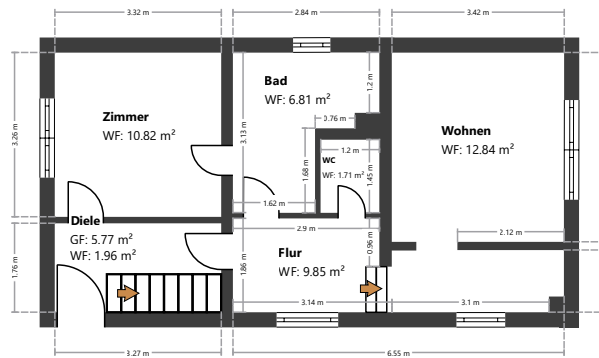 3.32 m
2.84 m
3.42 m
Bad
WF: 6.81 m²
1.2 m
0.76 m
Zimmer
WF: 10.82 m²
3.26 m
3.13 m
Wohnen
WF: 12.84 m²
1.2 m
WC
WF: 1.71 m²
1.68 m
1.45 m
1.62 m
Diele
GF: 5.77 m²
WF: 1.96 m²
2.9 m
2.12 m
0.96 m
Flur
WF: 9.85 m²
1.76 m
1.86 m
3.14 m
3.1 m
3.27 m
6.55 m